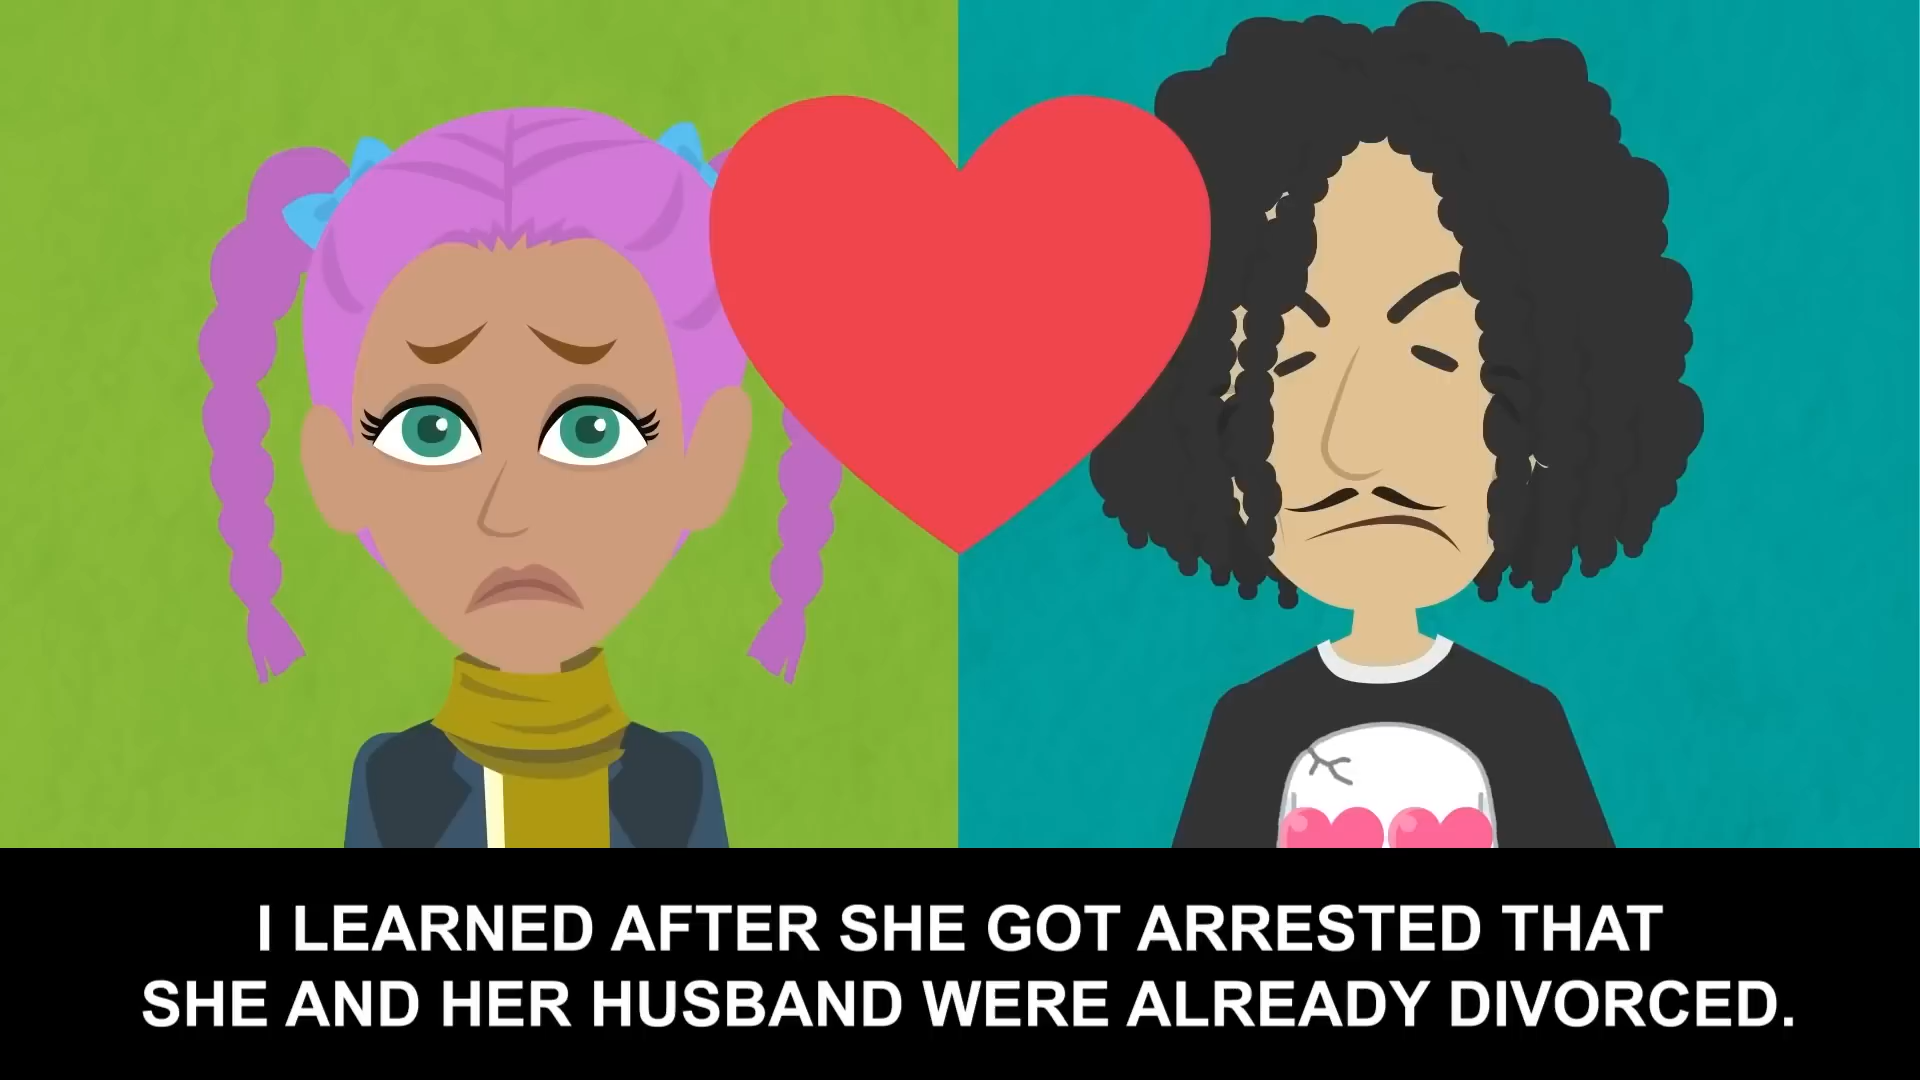 I LEARNED AFTER SHE GOT ARRESTED THAT
SHE AND HER HUSBAND WERE ALREADY DIVORCED.